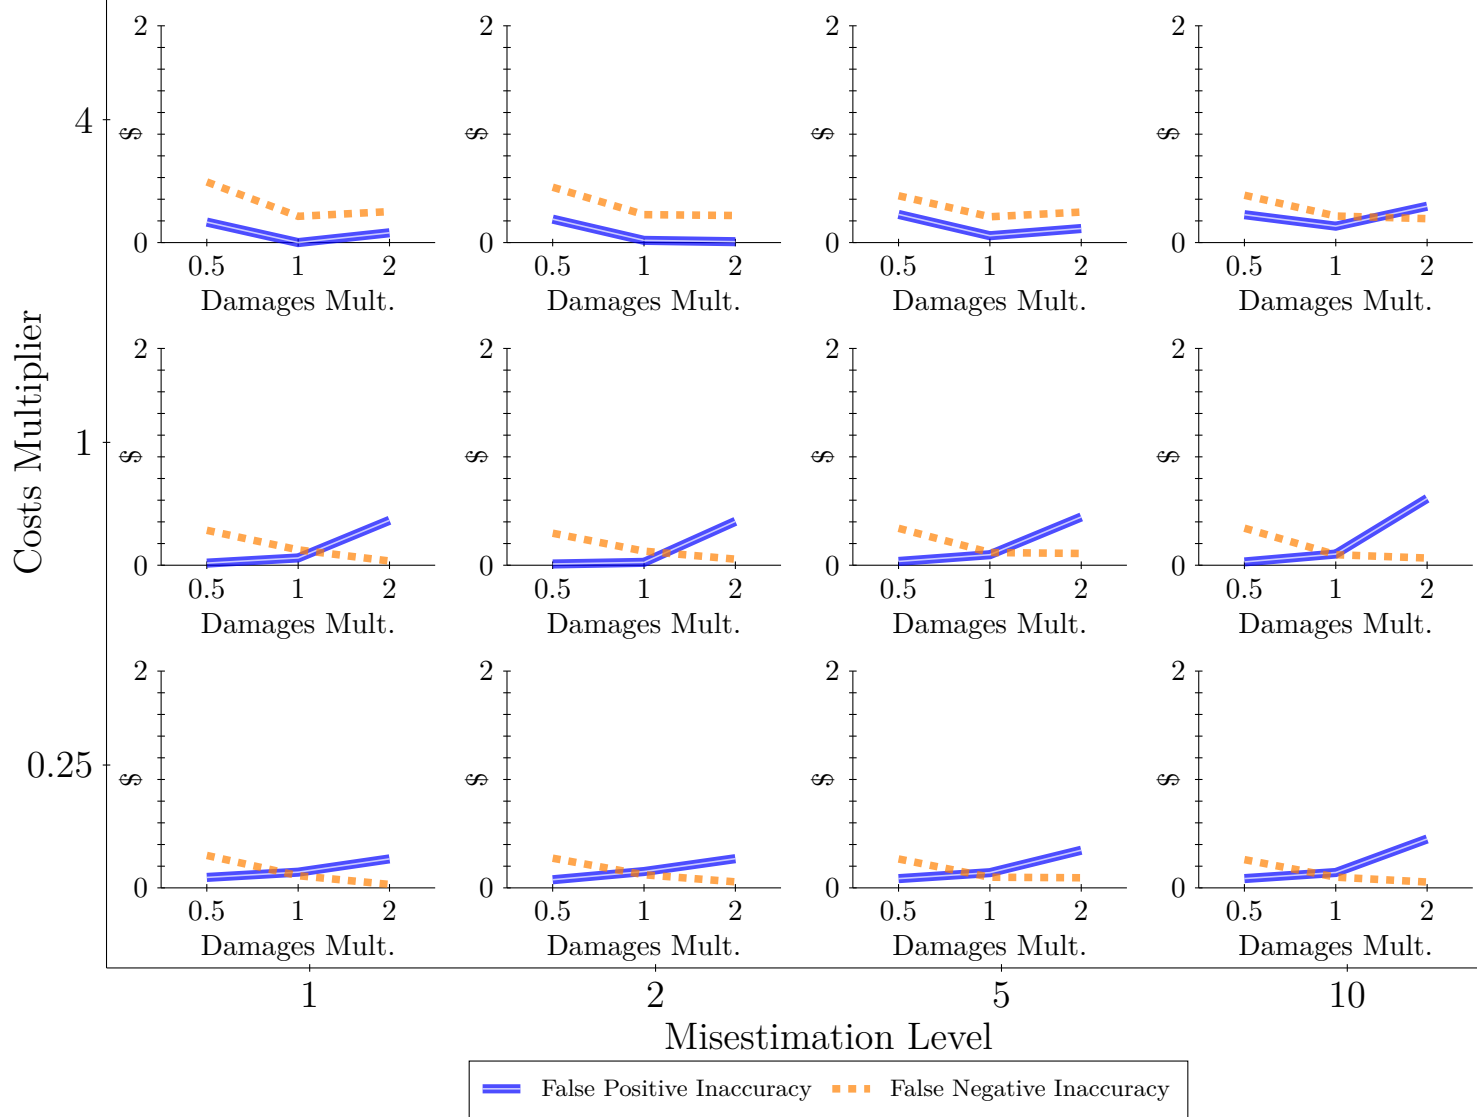 2 2 2 2
4 $ $ $ $
0 0 0 0
0.5 1 2 0.5 1 2 0.5 1 2 0.5 1 2
Damages Mult. Damages Mult. Damages Mult. Damages Mult.
2 2 2 2
Costs Multiplier
1 $ $ $ $
0 0 0 0
0.5 1 2 0.5 1 2 0.5 1 2 0.5 1 2
Damages Mult. Damages Mult. Damages Mult. Damages Mult.
2 2 2 2
0.25 $ $ $ $
0 0 0 0
0.5 1 2 0.5 1 2 0.5 1 2 0.5 1 2
Damages Mult. Damages Mult. Damages Mult. Damages Mult.
1 2 5 10
Misestimation Level
False Positive Inaccuracy False Negative Inaccuracy